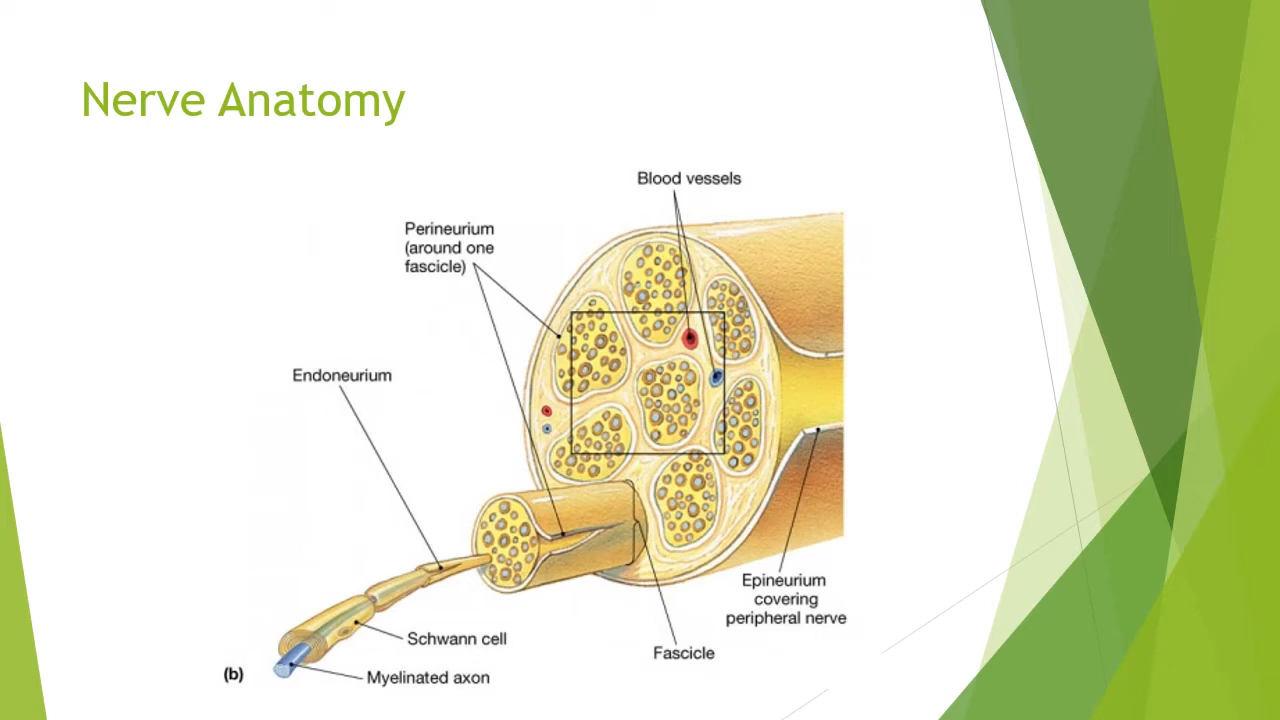 Nerve Anatomy
Blood vessels
Perineurium
(around one
fascicle)
Endoneurium
Epineurium
covering
peripheral nerve
Schwann cell
Fascicle
(b)
Myelinated axon